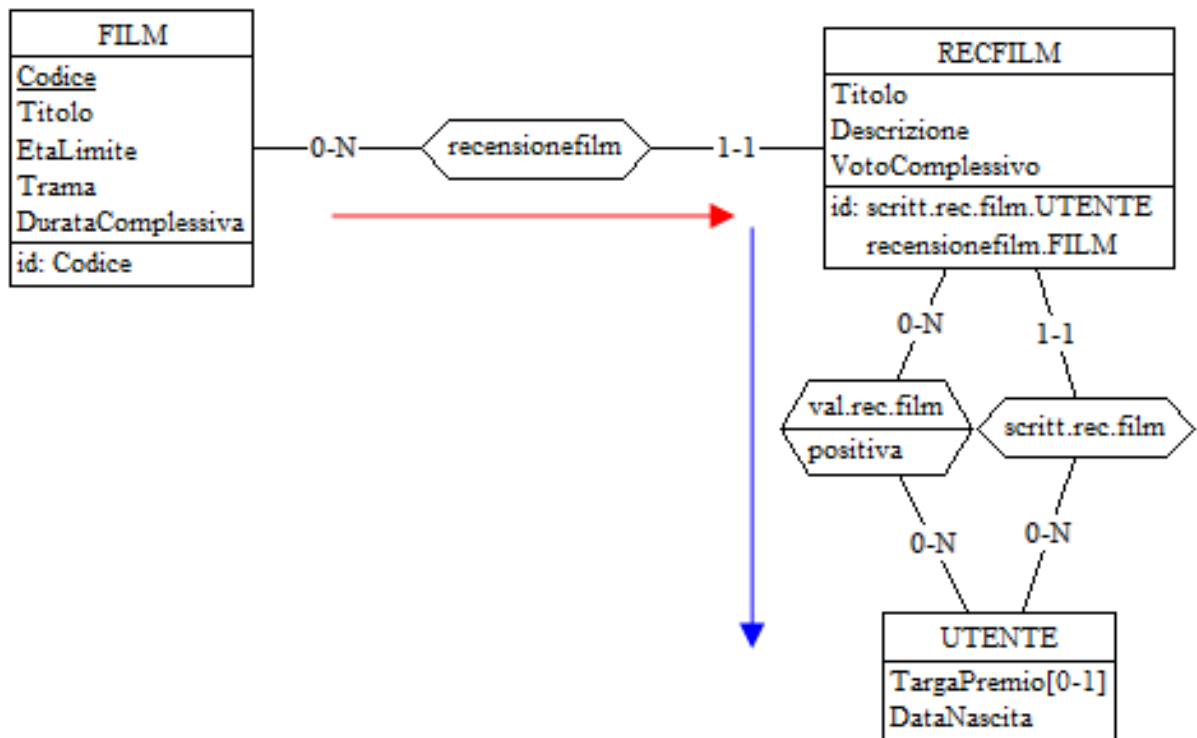 FILM
Codice
Titolo
EtaLimite
Trama
DurataComplessiva
id: Codice
0-N
recensionefilm
1-1
RECFILM
Titolo
Descrizione
VotoComplessivo
id: scritt.rec.film.UTENTE
recensionefilm.FILM
0-N
1-1
val.rec.film
positiva
scritt.rec.film
0-N
0-N
UTENTE
TargaPremio[0-1]
DataNascita